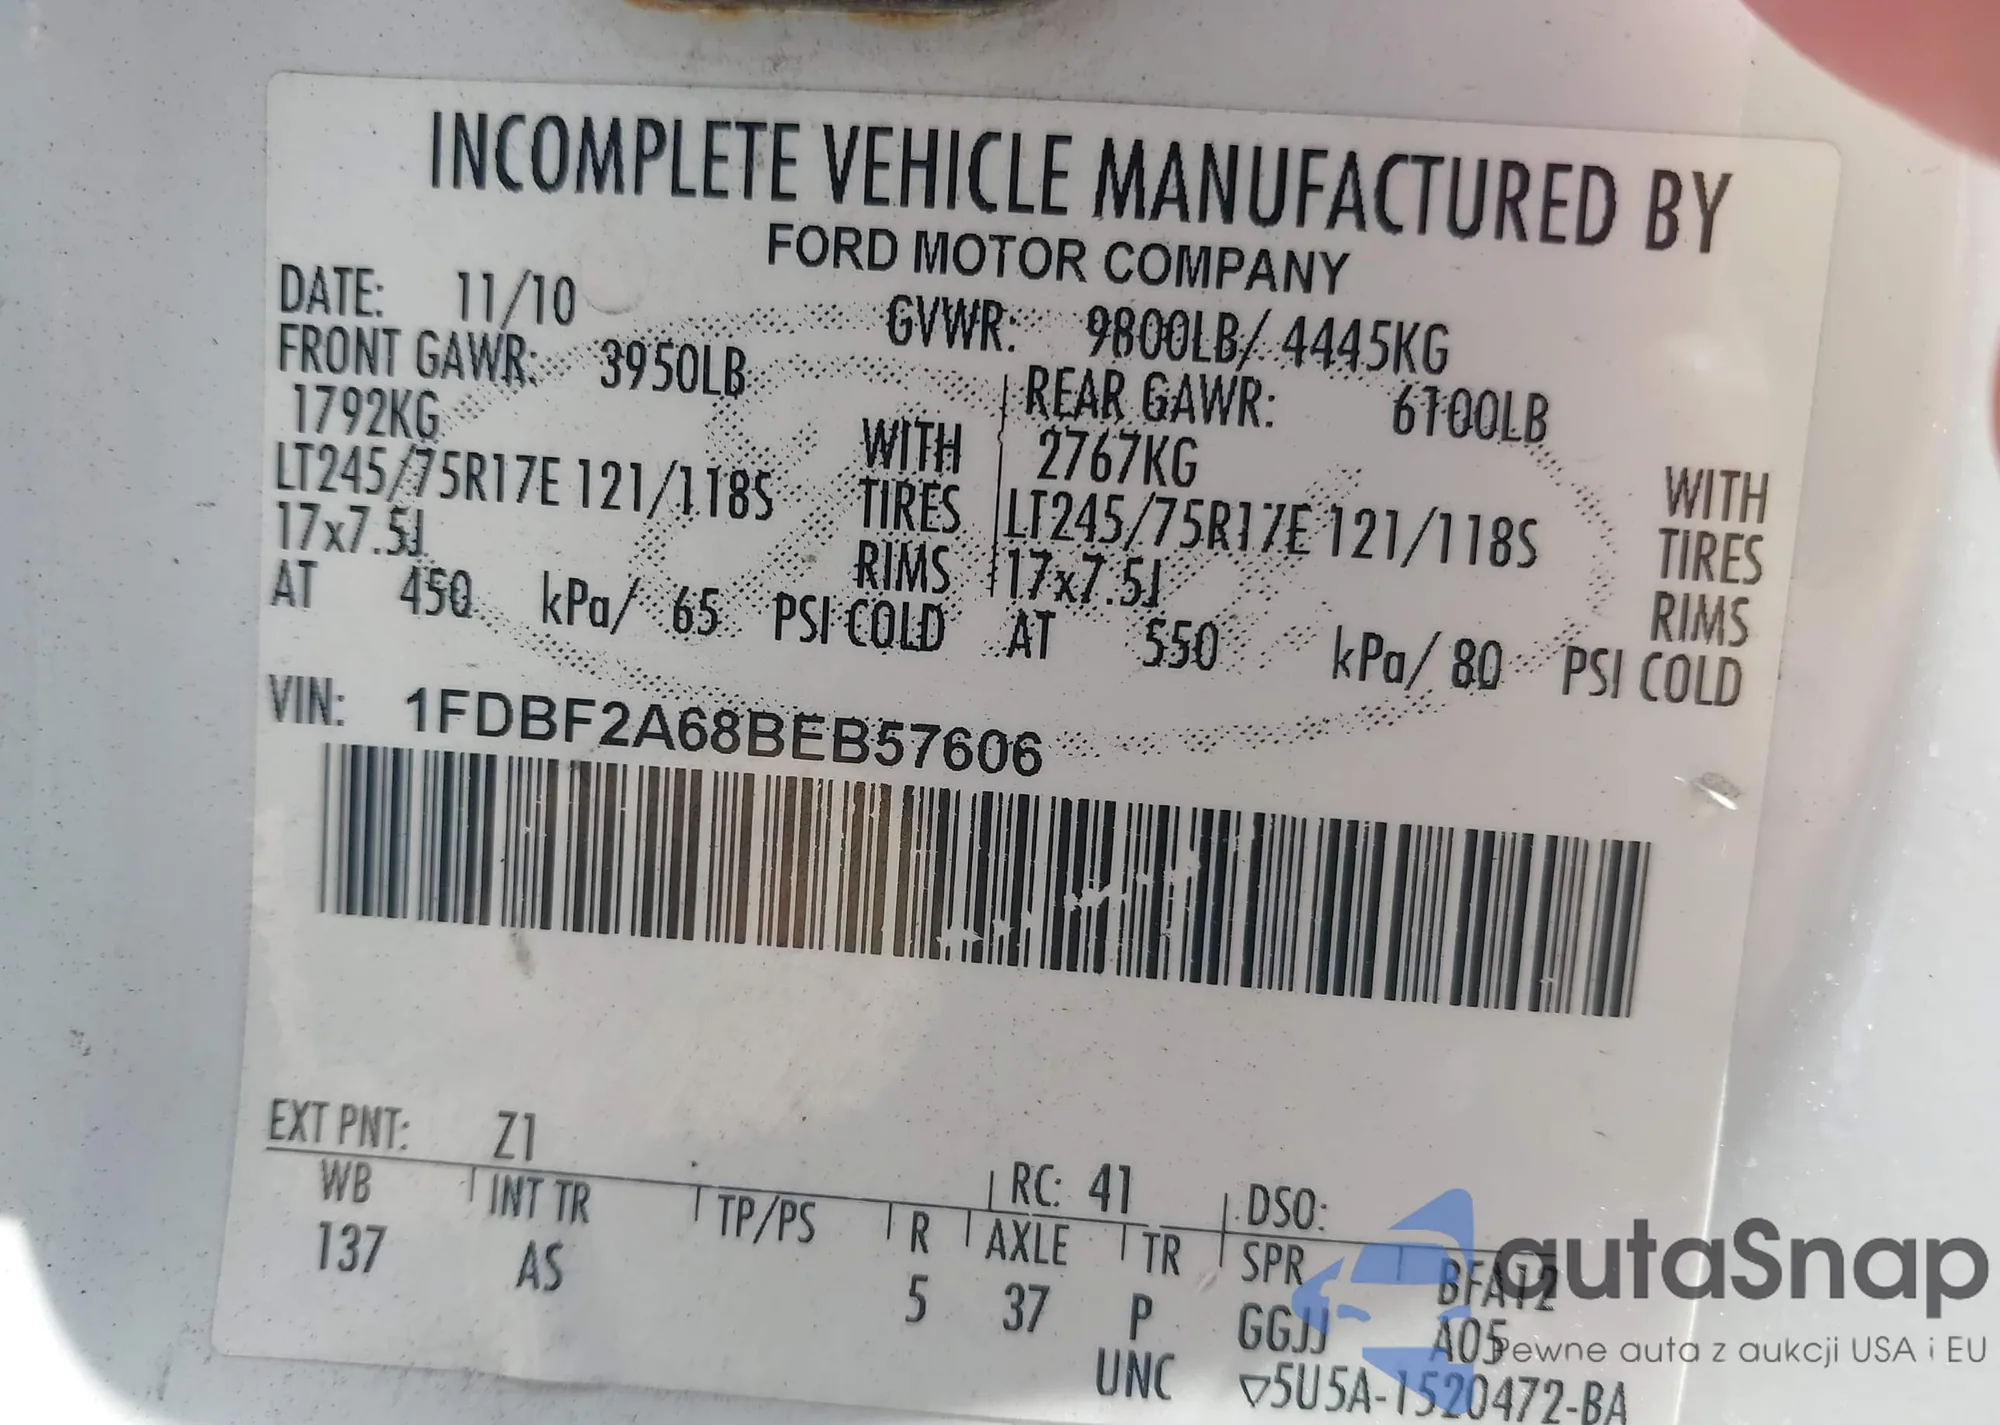 INCOMPLETE VEHICLE MANUFACTURED BY
FORD MOTOR COMPANY
DATE: 11/10 GVWR: 9800LB/ 4445KG
FRONT GAWR: 3950LB REAR GAWR: 6100LB
1792KG WITH 2767KG WITH
LT245/75R17E 121/118S TIRES LT245/75R17E 121/118S TIRES
17x7.5J RIMS 17x7.5J RIMS
AT 450 kPa/ 65 PSI COLD AT 550 kPa/ 80 PSI COLD
VIN: 1FDBF2A68BEB57606
EXT PNT: Z1 RC: 41 DSO:
WB INT TR TP/PS R AXLE TR SPR BFA12
137 AS 5 37 P GGJJ A05
UNC ▽5U5A-1520472-BA
autaSnap
Pewne auta z aukcji USA i EU